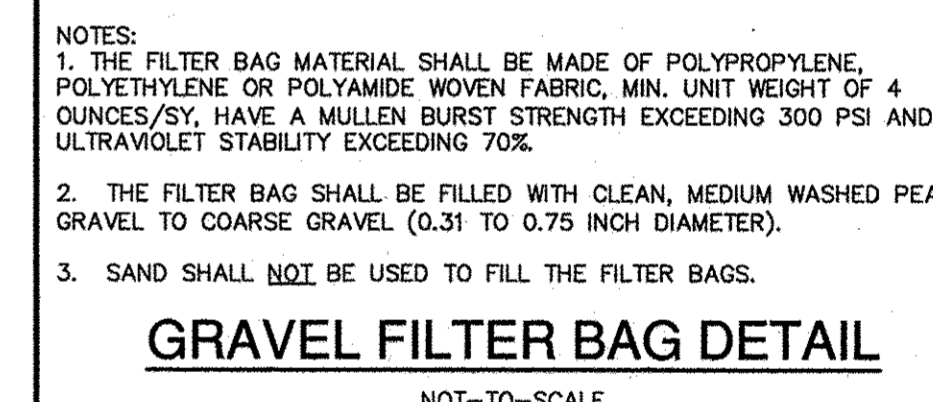 NOTES:
1. THE FILTER BAG MATERIAL SHALL BE MADE OF POLYPROPYLENE,
POLYETHYLENE OR POLYAMIDE WOVEN FABRIC, MIN. UNIT WEIGHT OF 4
OUNCES/SY, HAVE A MULLEN BURST STRENGTH EXCEEDING 300 PSI AND
ULTRAVIOLET STABILITY EXCEEDING 70%.
2. THE FILTER BAG SHALL BE FILLED WITH CLEAN, MEDIUM WASHED PEA
GRAVEL TO COARSE GRAVEL (0.31 TO 0.75 INCH DIAMETER).
3. SAND SHALL NOT BE USED TO FILL THE FILTER BAGS.
GRAVEL FILTER BAG DETAIL
NOT-TO-SCALE